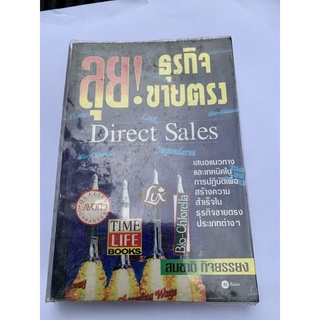 ลุย! ธุรกิจ
ขายตรง
Direct Sales
เสนอแนวทาง
และเทคนิคใน
การปฏิบัติเพื่อ
สร้างความ
สำเร็จใน
ธุรกิจขายตรง
ประเภทต่างๆ
AVON
Lux
Bio-Chlorella
TIME
LIFE
BOOKS
สมชาติ กิจยรรยง